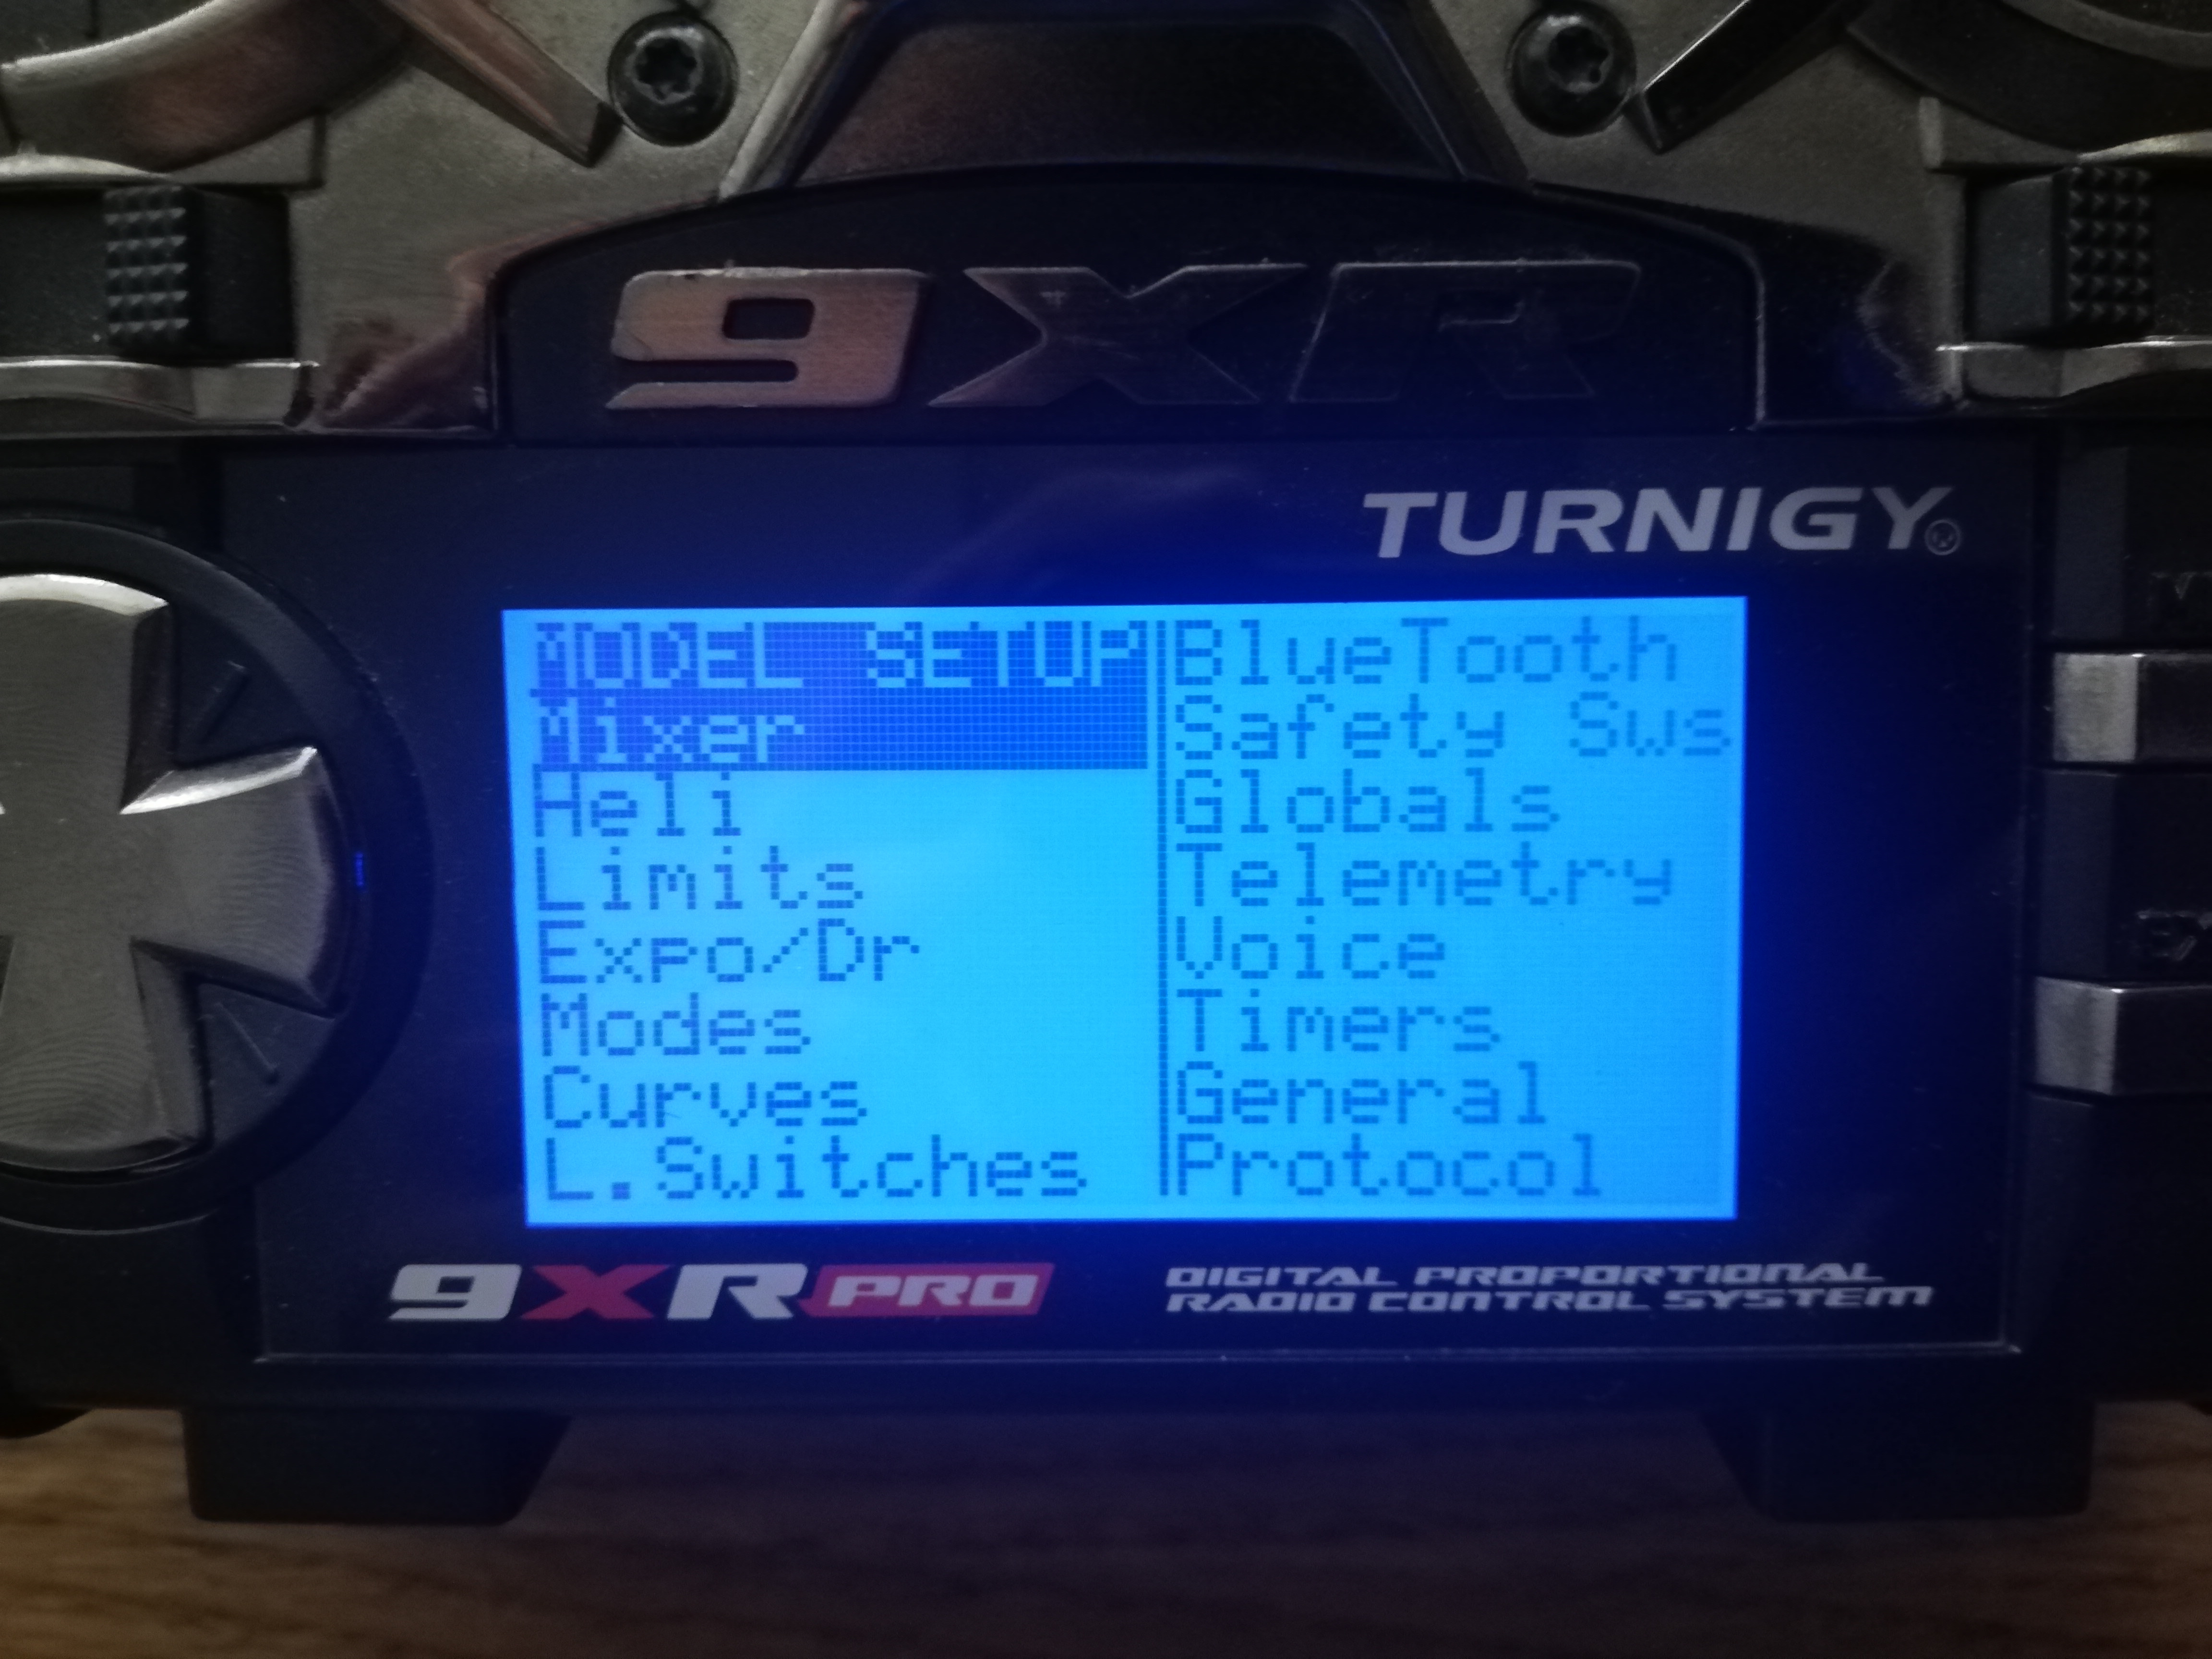 9XR
TURNIGY®
MODEL SETUP
Mixer
Heli
Limits
Expo/Dr
Modes
Curves
L.Switches
BlueTooth
Safety Sws
Globals
Telemetry
Voice
Timers
General
Protocol
9XR PRO
DIGITAL PROPORTIONAL
RADIO CONTROL SYSTEM